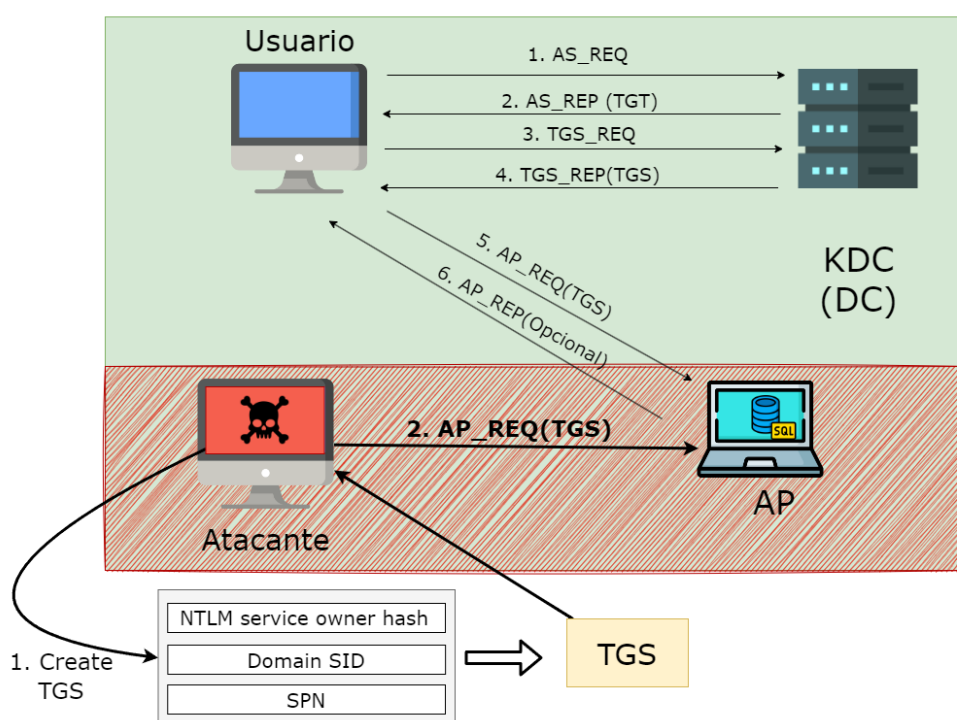 Usuario
1. AS_REQ
2. AS_REP (TGT)
3. TGS_REQ
4. TGS_REP(TGS)
5. AP_REQ(TGS)
6. AP_REP(Opcional)
KDC
(DC)
2. AP_REQ(TGS)
SQL
AP
Atacante
1. Create
TGS
NTLM service owner hash
Domain SID
SPN
TGS